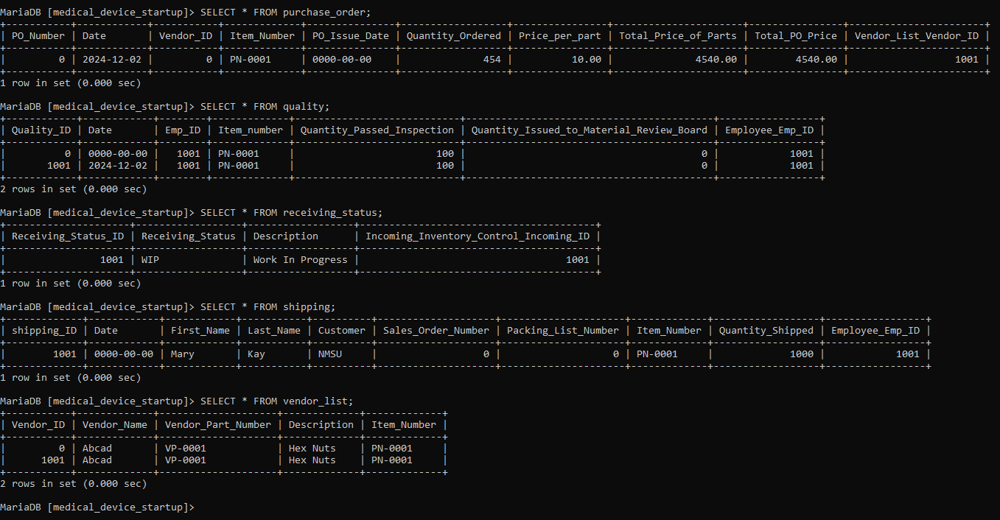 MariaDB [medical_device_startup]> SELECT * FROM purchase_order;
+-----------+------------+-----------+-------------+---------------+------------------+----------------+----------------------+----------------+-----------------------+
| PO_Number | Date       | Vendor_ID | Item_Number | PO_Issue_Date | Quantity_Ordered | Price_per_part | Total_Price_of_Parts | Total_PO_Price | Vendor_List_Vendor_ID |
+-----------+------------+-----------+-------------+---------------+------------------+----------------+----------------------+----------------+-----------------------+
|         0 | 2024-12-02 |         0 | PN-0001     | 0000-00-00    |              454 |          10.00 |              4540.00 |        4540.00 |                  1001 |
+-----------+------------+-----------+-------------+---------------+------------------+----------------+----------------------+----------------+-----------------------+
1 row in set (0.000 sec)

MariaDB [medical_device_startup]> SELECT * FROM quality;
+------------+------------+--------+-------------+----------------------------+------------------------------------------+-----------------+
| Quality_ID | Date       | Emp_ID | Item_number | Quantity_Passed_Inspection | Quantity_Issued_to_Material_Review_Board | Employee_Emp_ID |
+------------+------------+--------+-------------+----------------------------+------------------------------------------+-----------------+
|          0 | 0000-00-00 |   1001 | PN-0001     |                        100 |                                        0 |            1001 |
|       1001 | 2024-12-02 |   1001 | PN-0001     |                        100 |                                        0 |            1001 |
+------------+------------+--------+-------------+----------------------------+------------------------------------------+-----------------+
2 rows in set (0.000 sec)

MariaDB [medical_device_startup]> SELECT * FROM receiving_status;
+---------------------+------------------+------------------+----------------------------------------+
| Receiving_Status_ID | Receiving_Status | Description      | Incoming_Inventory_Control_Incoming_ID |
+---------------------+------------------+------------------+----------------------------------------+
|                1001 | WIP              | Work In Progress |                                   1001 |
+---------------------+------------------+------------------+----------------------------------------+
1 row in set (0.000 sec)

MariaDB [medical_device_startup]> SELECT * FROM shipping;
+-------------+------------+------------+-----------+----------+--------------------+---------------------+-------------+------------------+-----------------+
| shipping_ID | Date       | First_Name | Last_Name | Customer | Sales_Order_Number | Packing_List_Number | Item_Number | Quantity_Shipped | Employee_Emp_ID |
+-------------+------------+------------+-----------+----------+--------------------+---------------------+-------------+------------------+-----------------+
|        1001 | 0000-00-00 | Mary       | Kay       | NMSU     |                  0 |                   0 | PN-0001     |             1000 |            1001 |
+-------------+------------+------------+-----------+----------+--------------------+---------------------+-------------+------------------+-----------------+
1 row in set (0.000 sec)

MariaDB [medical_device_startup]> SELECT * FROM vendor_list;
+-----------+-------------+--------------------+-------------+-------------+
| Vendor_ID | Vendor_Name | Vendor_Part_Number | Description | Item_Number |
+-----------+-------------+--------------------+-------------+-------------+
|         0 | Abcad       | VP-0001            | Hex Nuts    | PN-0001     |
|      1001 | Abcad       | VP-0001            | Hex Nuts    | PN-0001     |
+-----------+-------------+--------------------+-------------+-------------+
2 rows in set (0.000 sec)

MariaDB [medical_device_startup]>